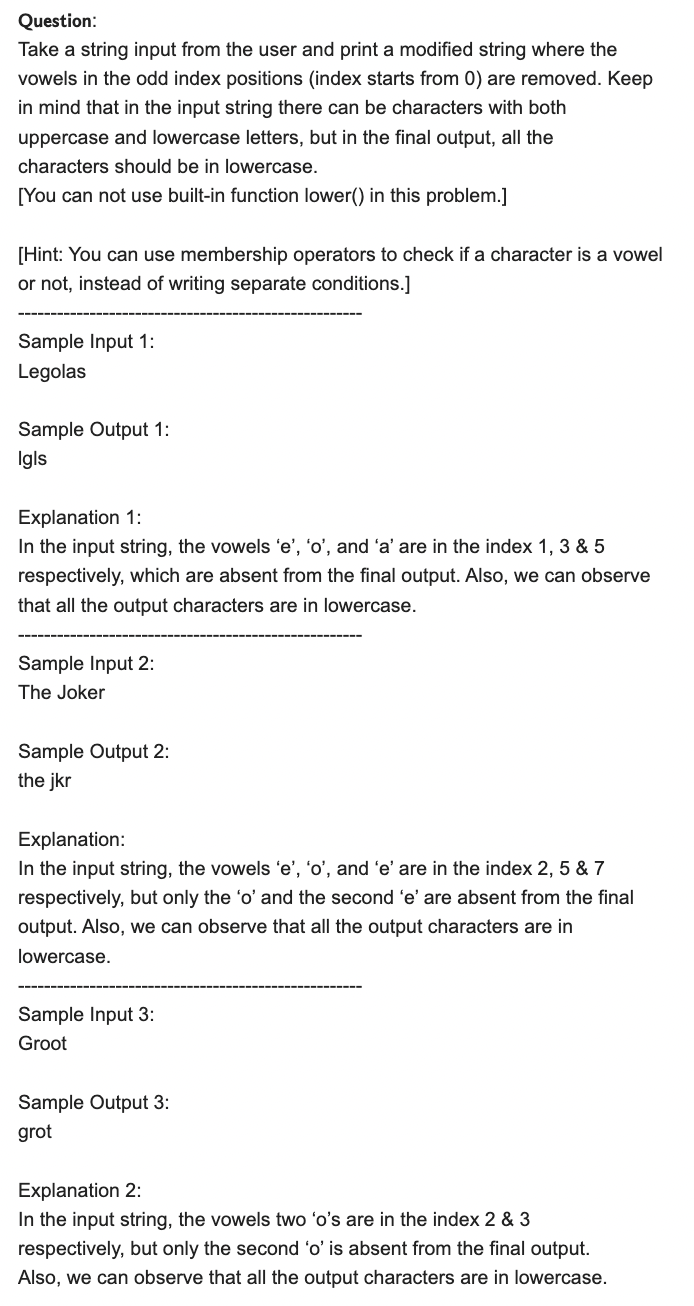 Question:
Take a string input from the user and print a modified string where the
vowels in the odd index positions (index starts from 0) are removed. Keep
in mind that in the input string there can be characters with both
uppercase and lowercase letters, but in the final output, all the
characters should be in lowercase.
[You can not use built-in function lower() in this problem.]
[Hint: You can use membership operators to check if a character is a vowel
or not, instead of writing separate conditions.]
-----------------------------------------------------
Sample Input 1:
Legolas
Sample Output 1:
lgls
Explanation 1:
In the input string, the vowels ‘e’, ‘o’, and ‘a’ are in the index 1, 3 & 5
respectively, which are absent from the final output. Also, we can observe
that all the output characters are in lowercase.
-----------------------------------------------------
Sample Input 2:
The Joker
Sample Output 2:
the jkr
Explanation:
In the input string, the vowels ‘e’, ‘o’, and ‘e’ are in the index 2, 5 & 7
respectively, but only the ‘o’ and the second ‘e’ are absent from the final
output. Also, we can observe that all the output characters are in
lowercase.
-----------------------------------------------------
Sample Input 3:
Groot
Sample Output 3:
grot
Explanation 2:
In the input string, the vowels two ‘o’s are in the index 2 & 3
respectively, but only the second ‘o’ is absent from the final output.
Also, we can observe that all the output characters are in lowercase.